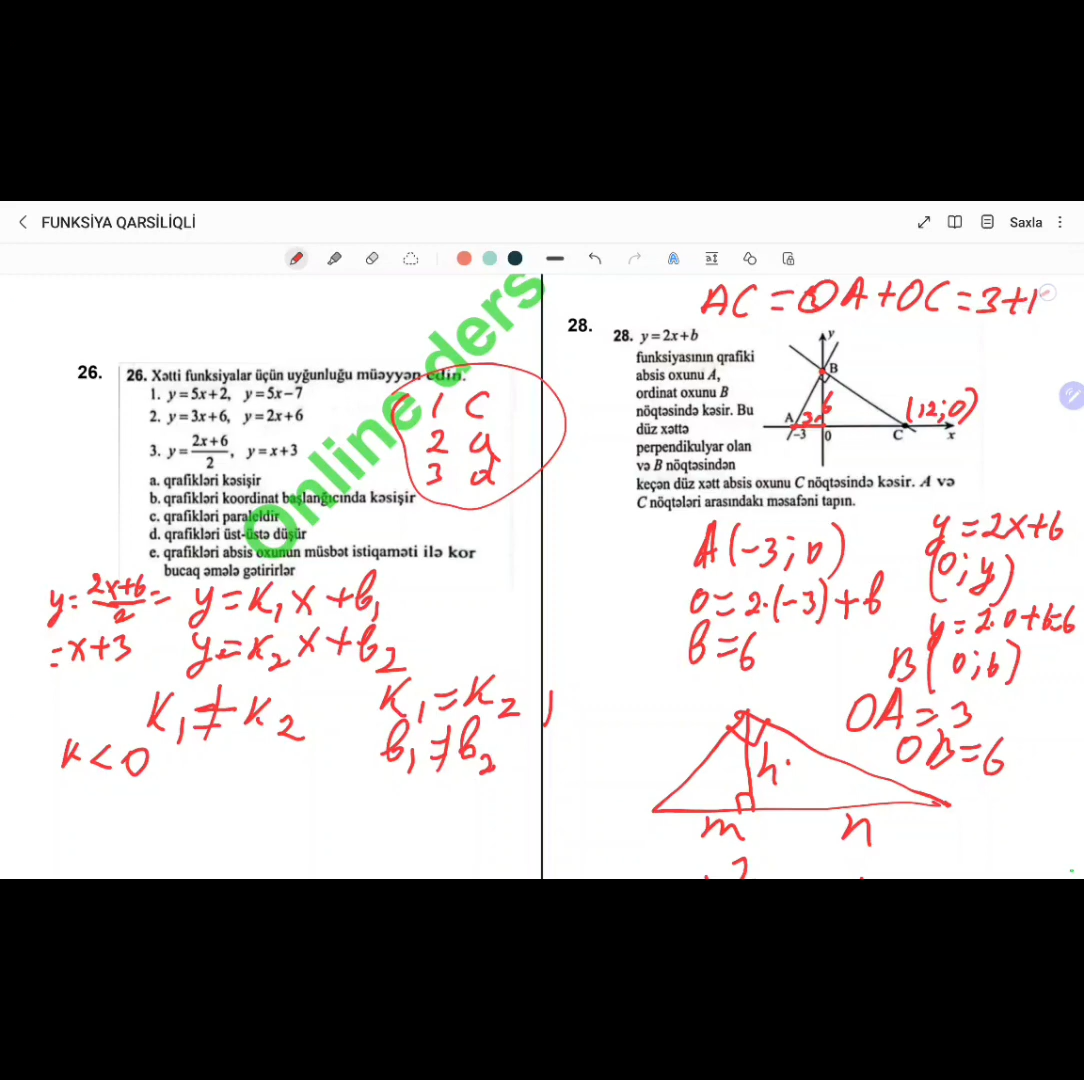 FUNKSİYA QARSİLİQLİ
Saxla
Online eders
26.
26. Xətti funksiyalar üçün uyğunluğu müəyyən edin.
1. y=5x+2, y=5x−7
2. y=3x+6, y=2x+6
3. y=2x+6/2, y=x+3
a. qrafikləri kəsişir
b. qrafikləri koordinat başlanğıcında kəsişir
c. qrafikləri paraleldir
d. qrafikləri üst-üstə düşür
e. qrafikləri absis oxunun müsbət istiqaməti ilə kor
bucaq əmələ gətirirlər
1 C
2 a
3 d
y=2x+6/2=
=x+3
y=K₁x+b₁
y=K₂x+b₂
K₁≠K₂
K₁=K₂
b₁≠b₂
K<0
AC=OA+OC=3+1
28.
28. y=2x+b
funksiyasının qrafiki
absis oxunu A,
ordinat oxunu B
nöqtəsində kəsir. Bu
düz xəttə
perpendikulyar olan
və B nöqtəsindən
keçən düz xətt absis oxunu C nöqtəsində kəsir. A və
C nöqtələri arasındakı məsafəni tapın.
y
B
6
A
−3
0
C
x
(12;0)
A(−3;0)
0=2·(−3)+b
b=6
y=2x+6
(0;y)
y=2·0+6=6
B(0;6)
OA=3
OB=6
h
m
n